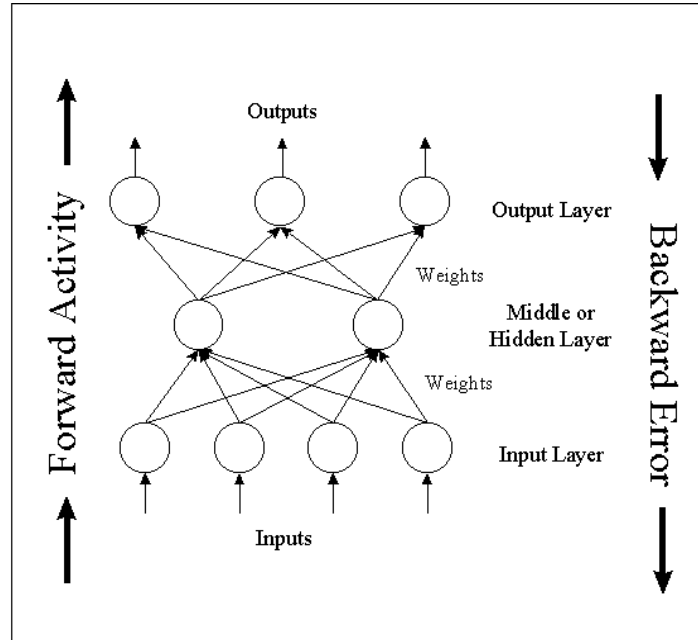 Outputs
Output Layer
Weights
Middle or
Hidden Layer
Weights
Input Layer
Inputs
Forward Activity
Backward Error